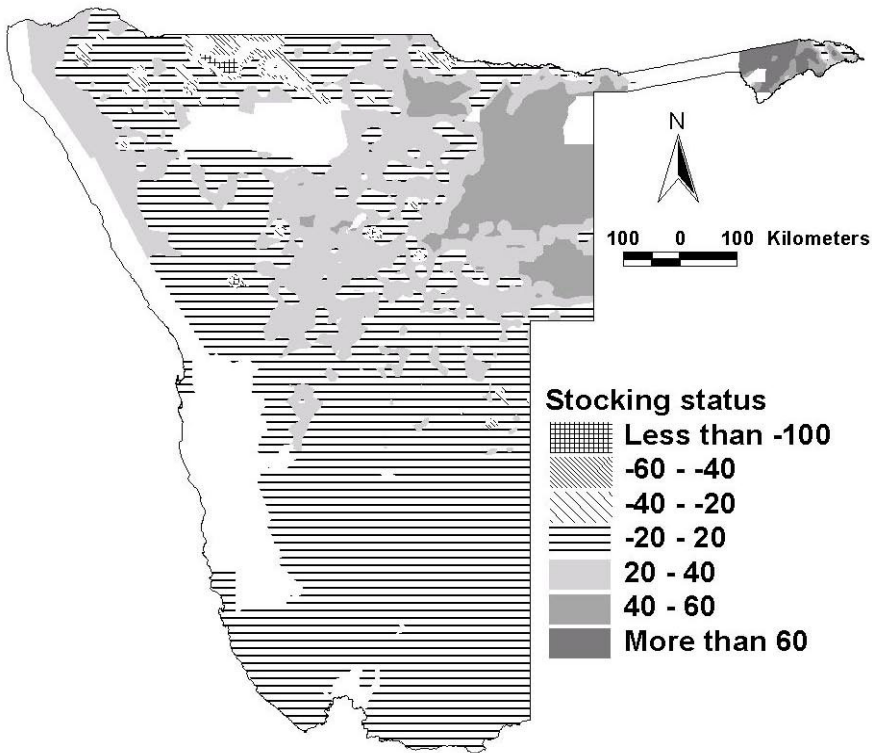 N
100 0 100 Kilometers
Stocking status
Less than -100
-60 - -40
-40 - -20
-20 - 20
20 - 40
40 - 60
More than 60